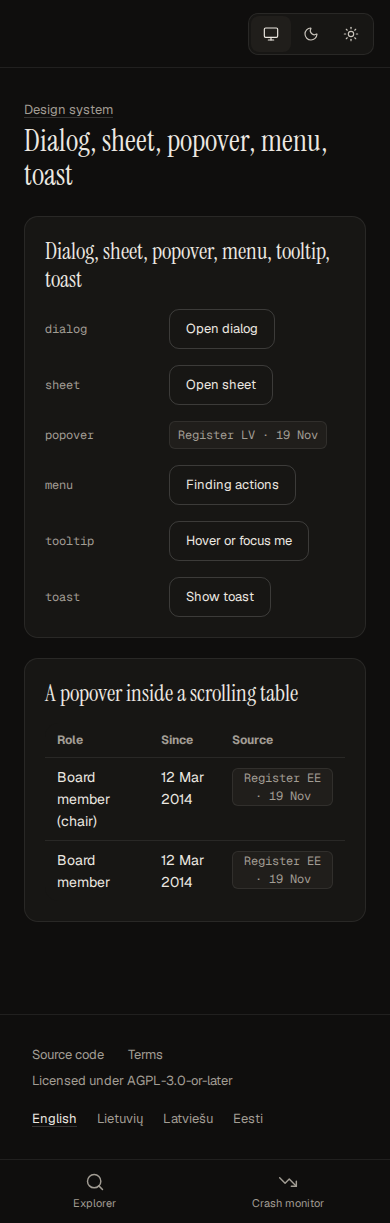 Design system
Dialog, sheet, popover, menu,
toast
Dialog, sheet, popover, menu, tooltip,
toast
dialog
Open dialog
sheet
Open sheet
popover
Register LV · 19 Nov
menu
Finding actions
tooltip
Hover or focus me
toast
Show toast
A popover inside a scrolling table
Role Since Source
Board member (chair)
12 Mar 2014
Register EE · 19 Nov
Board member
12 Mar 2014
Register EE · 19 Nov
Source code Terms
Licensed under AGPL-3.0-or-later
English Lietuvių Latviešu Eesti
Explorer Crash monitor